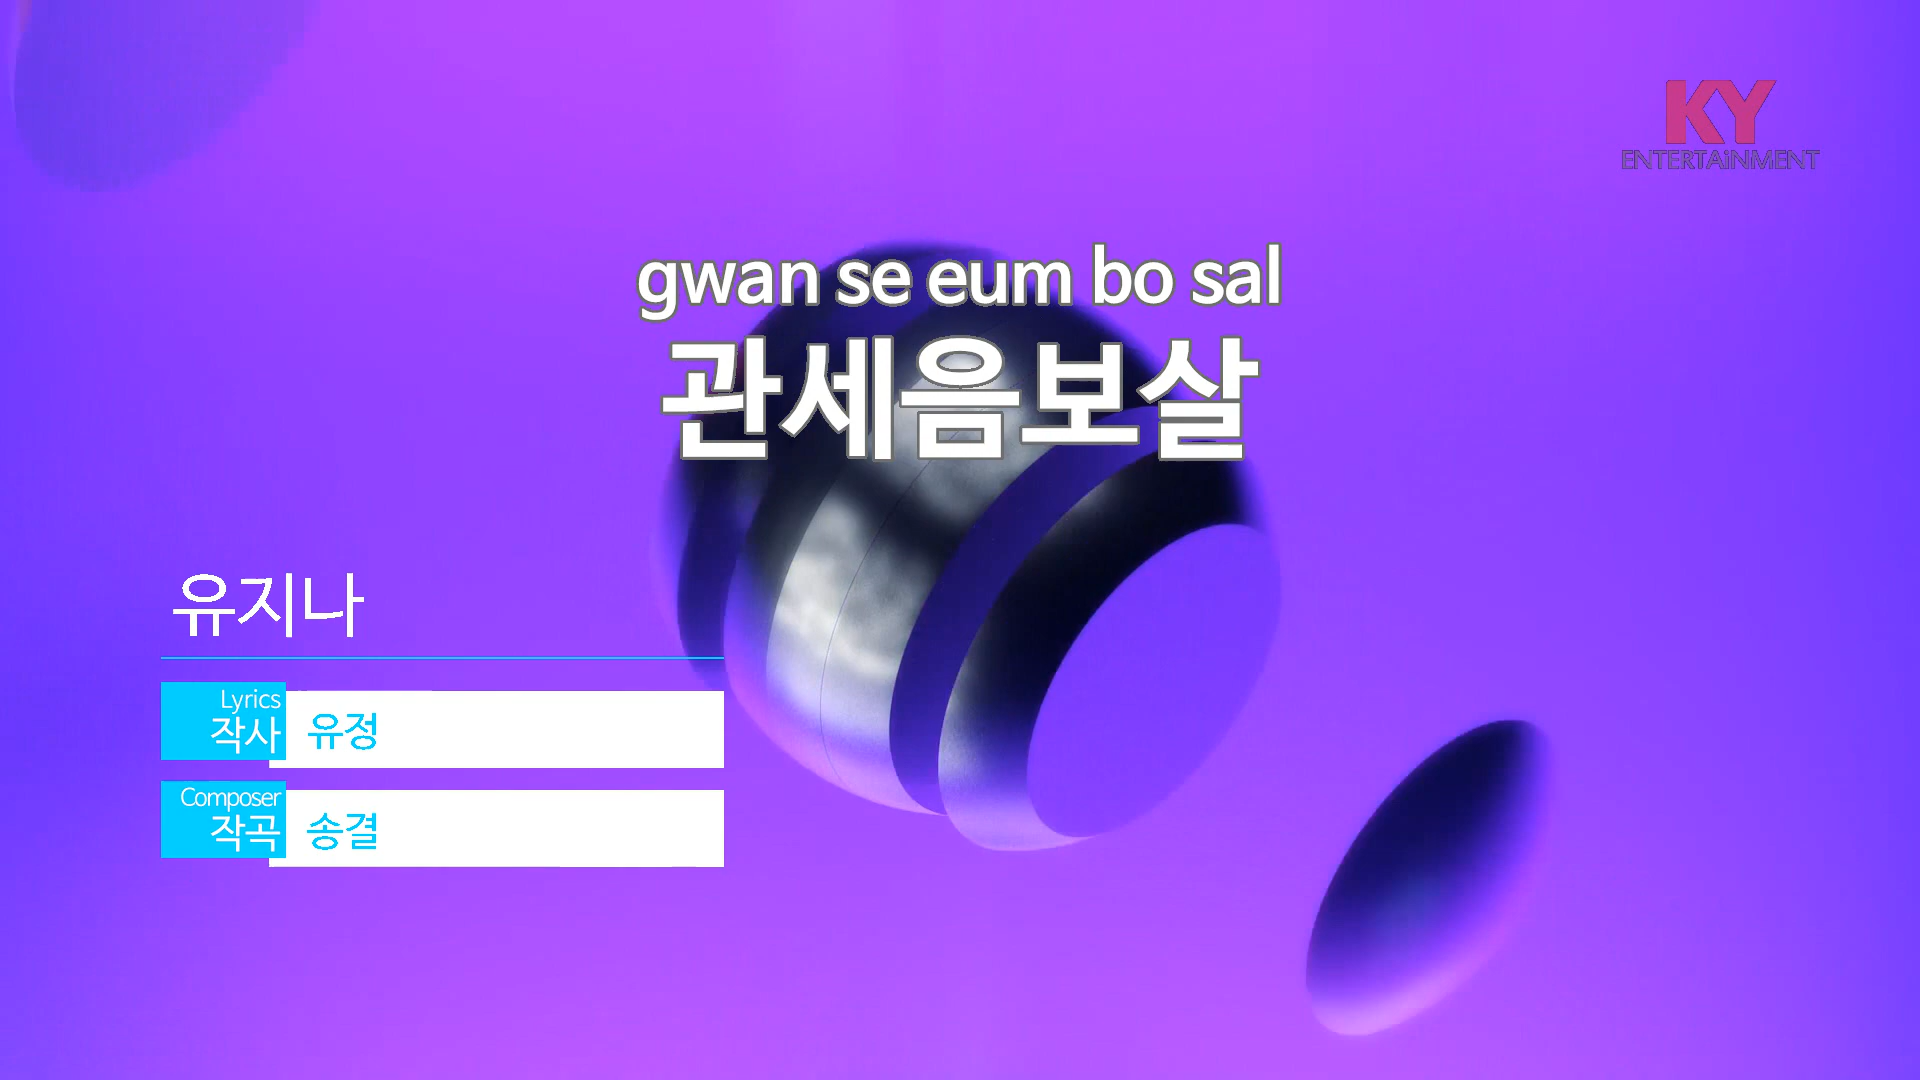 KY
ENTERTAiNMENT
gwan se eum bo sal
관세음보살
유지나
Lyrics
작사 유정
Composer
작곡 송결